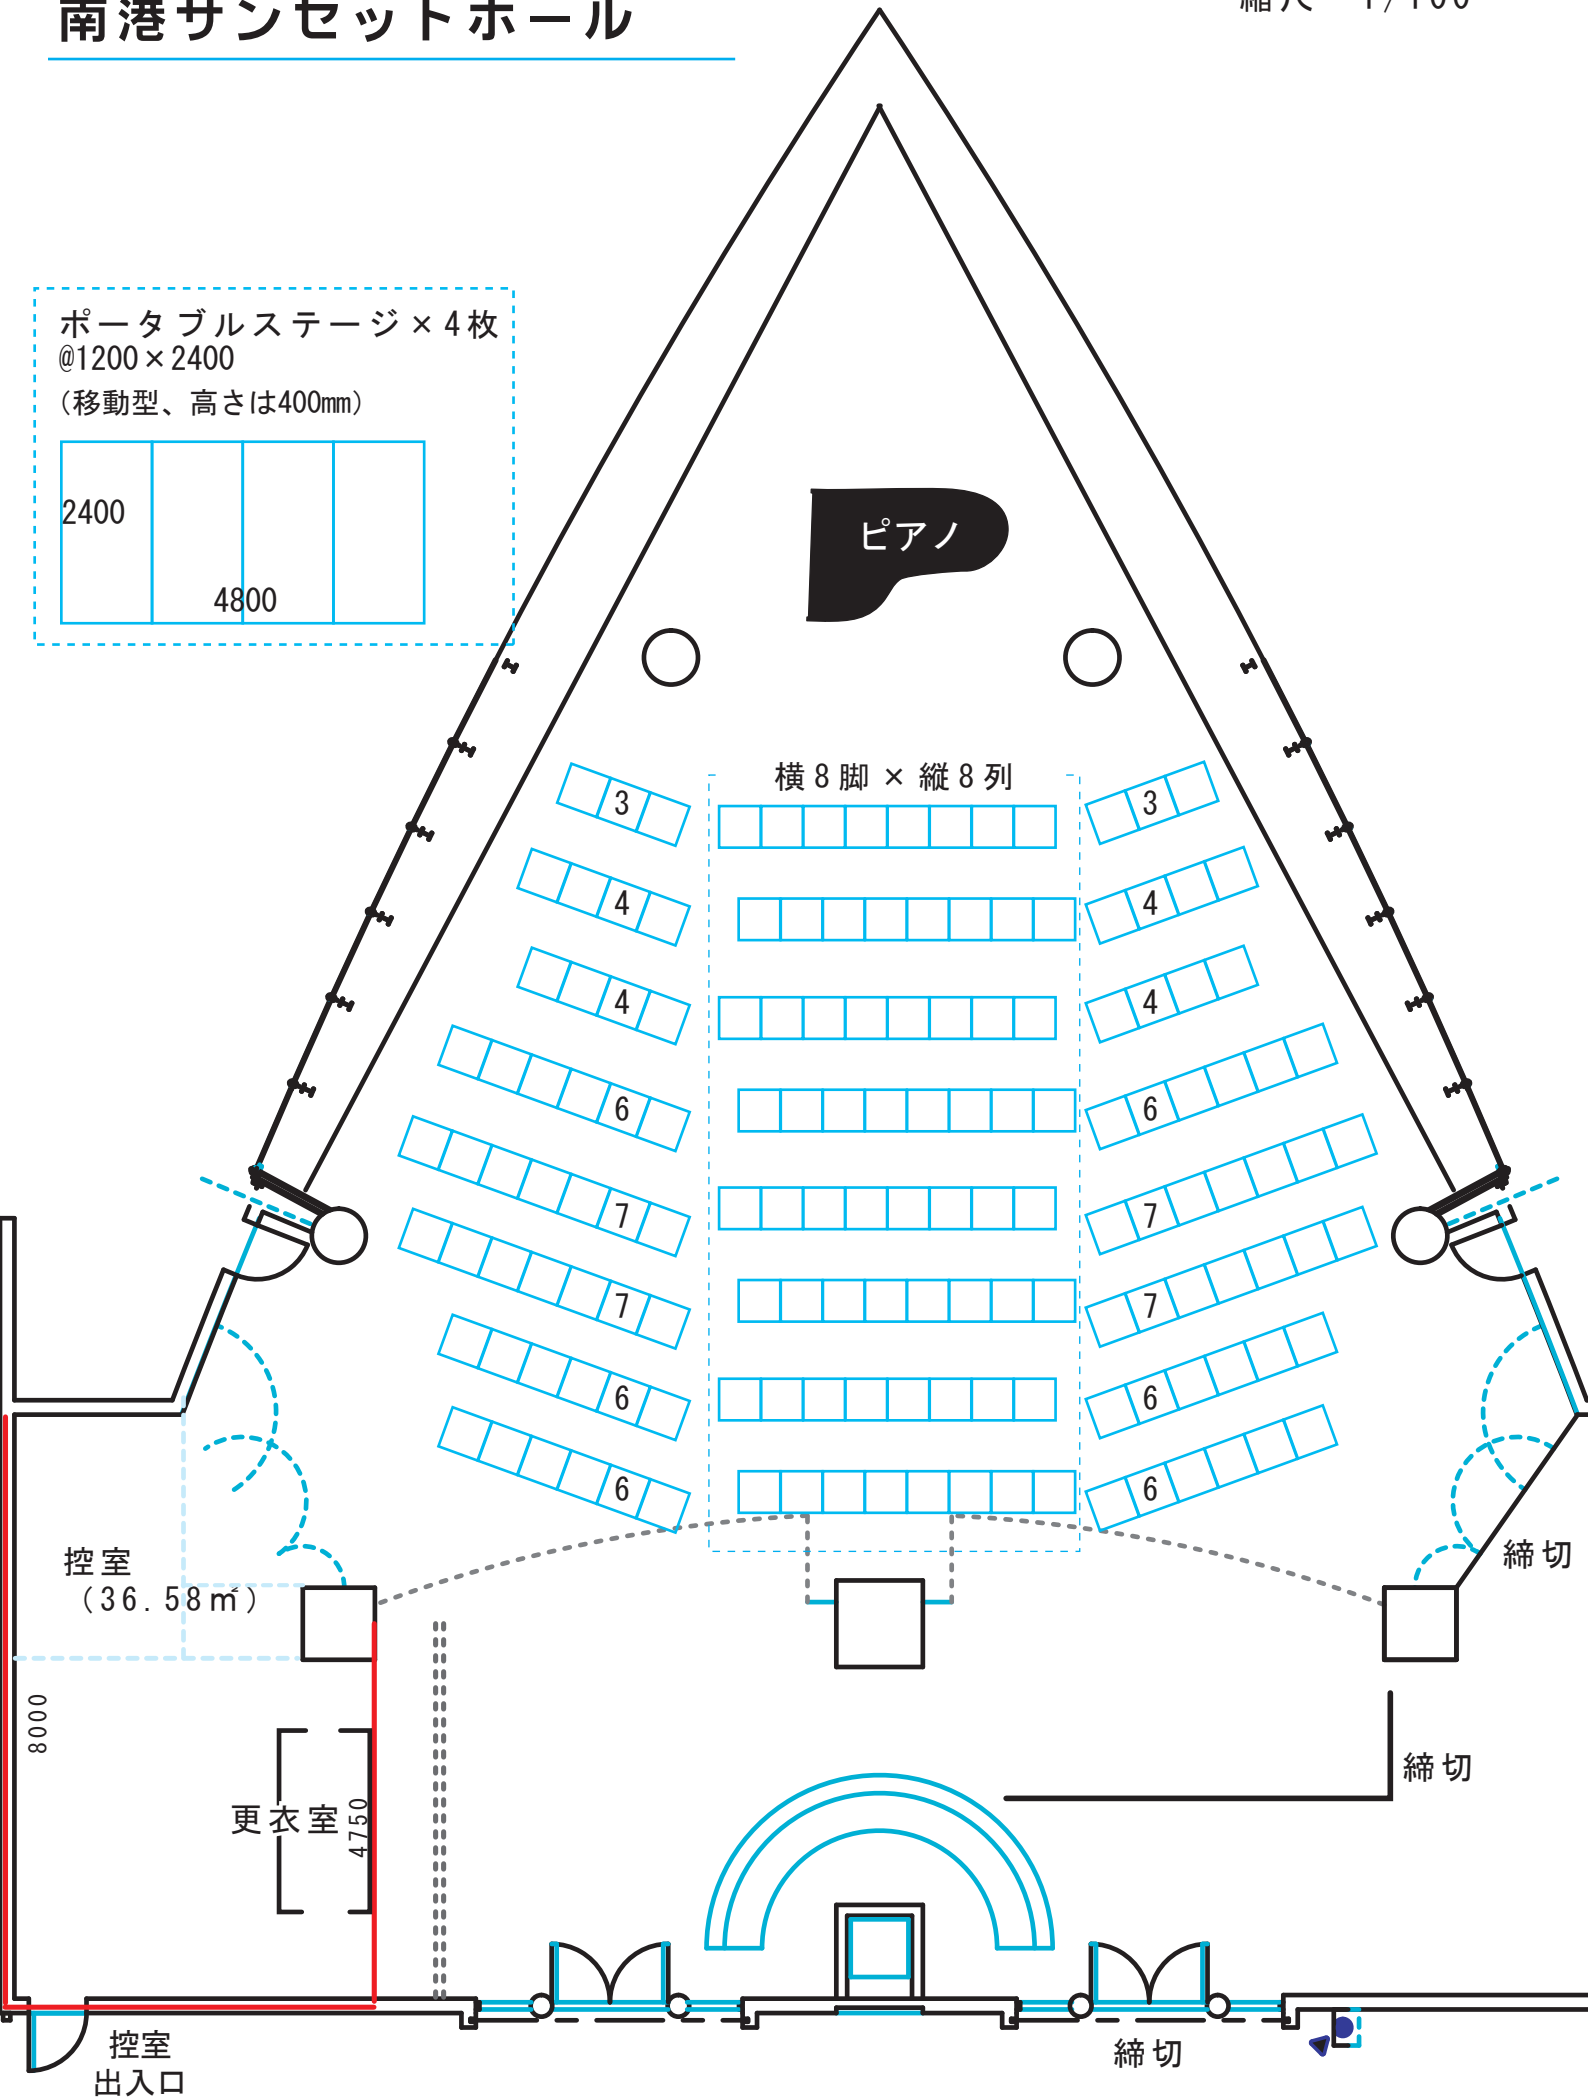 南港サンセットホール
縮尺 1/100
ポータブルステージ×4枚
@1200×2400
(移動型、高さは400mm)
2400
4800
ピアノ
横8脚 × 縦8列
3
3
4
4
4
4
6
6
7
7
7
7
6
6
6
6
控室
(36.58㎡)
締切
8000
締切
更衣室
4750
控室
出入口
締切